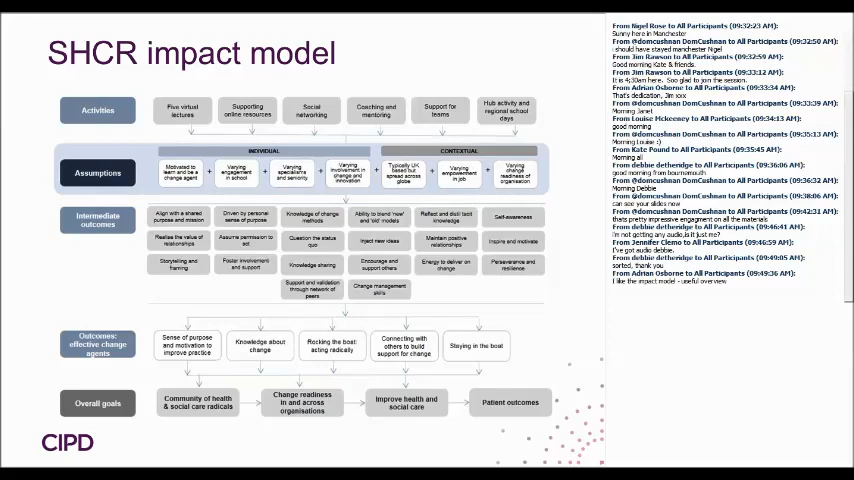 SHCR impact model
Activities
Five virtual
lectures
Supporting
online resources
Social
networking
Coaching and
mentoring
Support for
teams
Hub activity and
regional school
days
INDIVIDUAL
CONTEXTUAL
Assumptions
Motivated to
learn and be a
change agent
+
Varying
engagement
in school
+
Varying
specialisms
and seniority
+
Varying
involvement in
change and
innovation
+
Typically UK
based but
spread across
globe
+
Varying
empowerment
in job
+
Varying
change
readiness of
organisation
Intermediate
outcomes
Align with a shared
purpose and mission
Driven by personal
sense of purpose
Knowledge of change
methods
Ability to blend 'new'
and 'old' models
Reflect and distil tacit
knowledge
Self-awareness
Realise the value of
relationships
Assume permission to
act
Question the status
quo
Inject new ideas
Maintain positive
relationships
Inspire and motivate
Storytelling and
framing
Foster involvement
and support
Knowledge sharing
Encourage and
support others
Energy to deliver on
change
Perseverance and
resilience
Support and validation
through network of
peers
Change management
skills
Outcomes:
effective change
agents
Sense of purpose
and motivation to
improve practice
Knowledge about
change
Rocking the boat:
acting radically
Connecting with
others to build
support for change
Staying in the boat
Overall goals
Community of health
& social care radicals
Change readiness
in and across
organisations
Improve health and
social care
Patient outcomes
CIPD
From Nigel Rose to All Participants (09:32:23 AM):
Sunny here in Manchester
From @domcushnan DomCushnan to All Participants (09:32:50 AM):
i should have stayed manchester Nigel
From Jim Rawson to All Participants (09:32:59 AM):
Good morning Kate & friends.
From Jim Rawson to All Participants (09:33:12 AM):
It is 4;30am here. Soo glad to join the session.
From Adrian Osborne to All Participants (09:33:34 AM):
That's dedication, Jim xxx
From @domcushnan DomCushnan to All Participants (09:33:39 AM):
Morning Janet
From Louise Mckeeney to All Participants (09:34:13 AM):
good morning
From @domcushnan DomCushnan to All Participants (09:35:13 AM):
Morning Louise :)
From Kate Pound to All Participants (09:35:45 AM):
Morning all
From debbie detheridge to All Participants (09:36:06 AM):
good morning from bournemouth
From @domcushnan DomCushnan to All Participants (09:36:32 AM):
Morning Debbie
From @domcushnan DomCushnan to All Participants (09:38:06 AM):
can see your slides now
From @domcushnan DomCushnan to All Participants (09:42:31 AM):
thats pretty impressive engagment on all the materials
From debbie detheridge to All Participants (09:46:41 AM):
i'm not getting any audio,is it just me?
From Jennifer Clemo to All Participants (09:46:59 AM):
I've got audio debbie.
From debbie detheridge to All Participants (09:49:05 AM):
sorted, thank you
From Adrian Osborne to All Participants (09:49:36 AM):
I like the impact model - useful overview